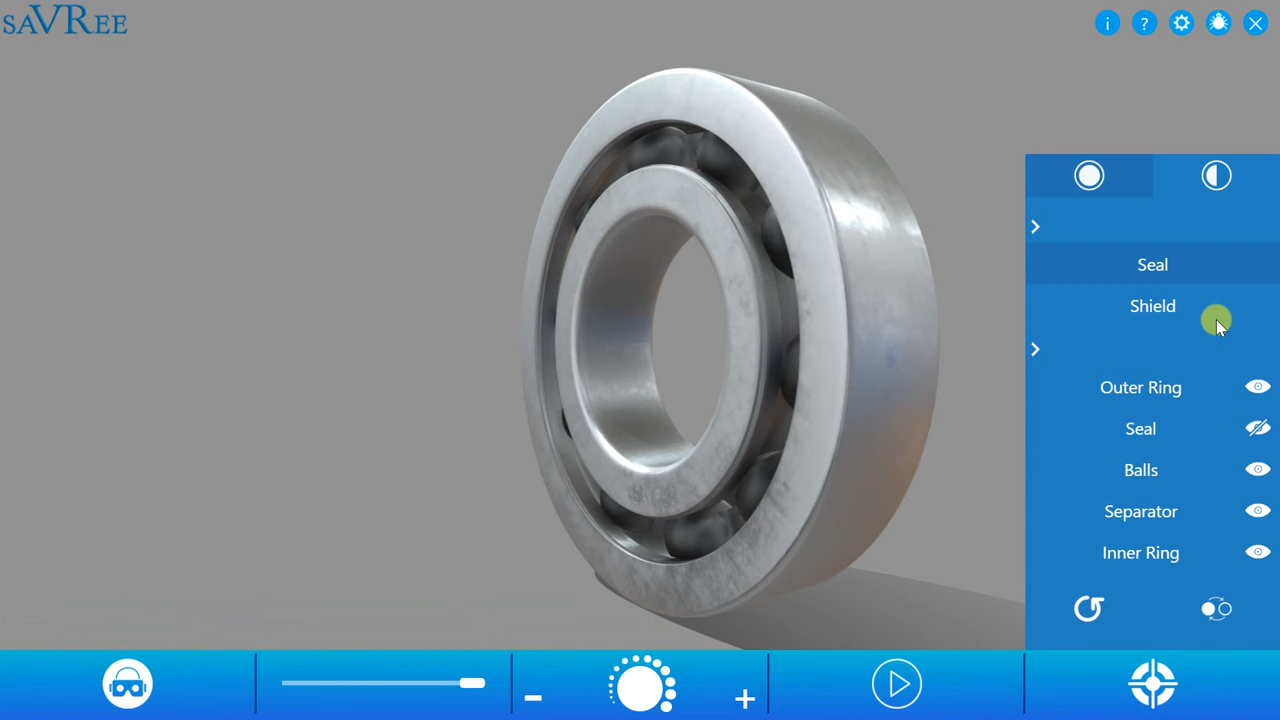 saVRee
Seal
Shield
Outer Ring
Seal
Balls
Separator
Inner Ring